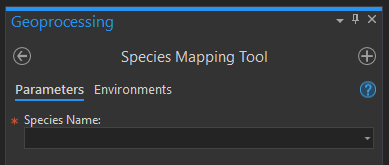 Geoprocessing
Species Mapping Tool
Parameters Environments
* Species Name: